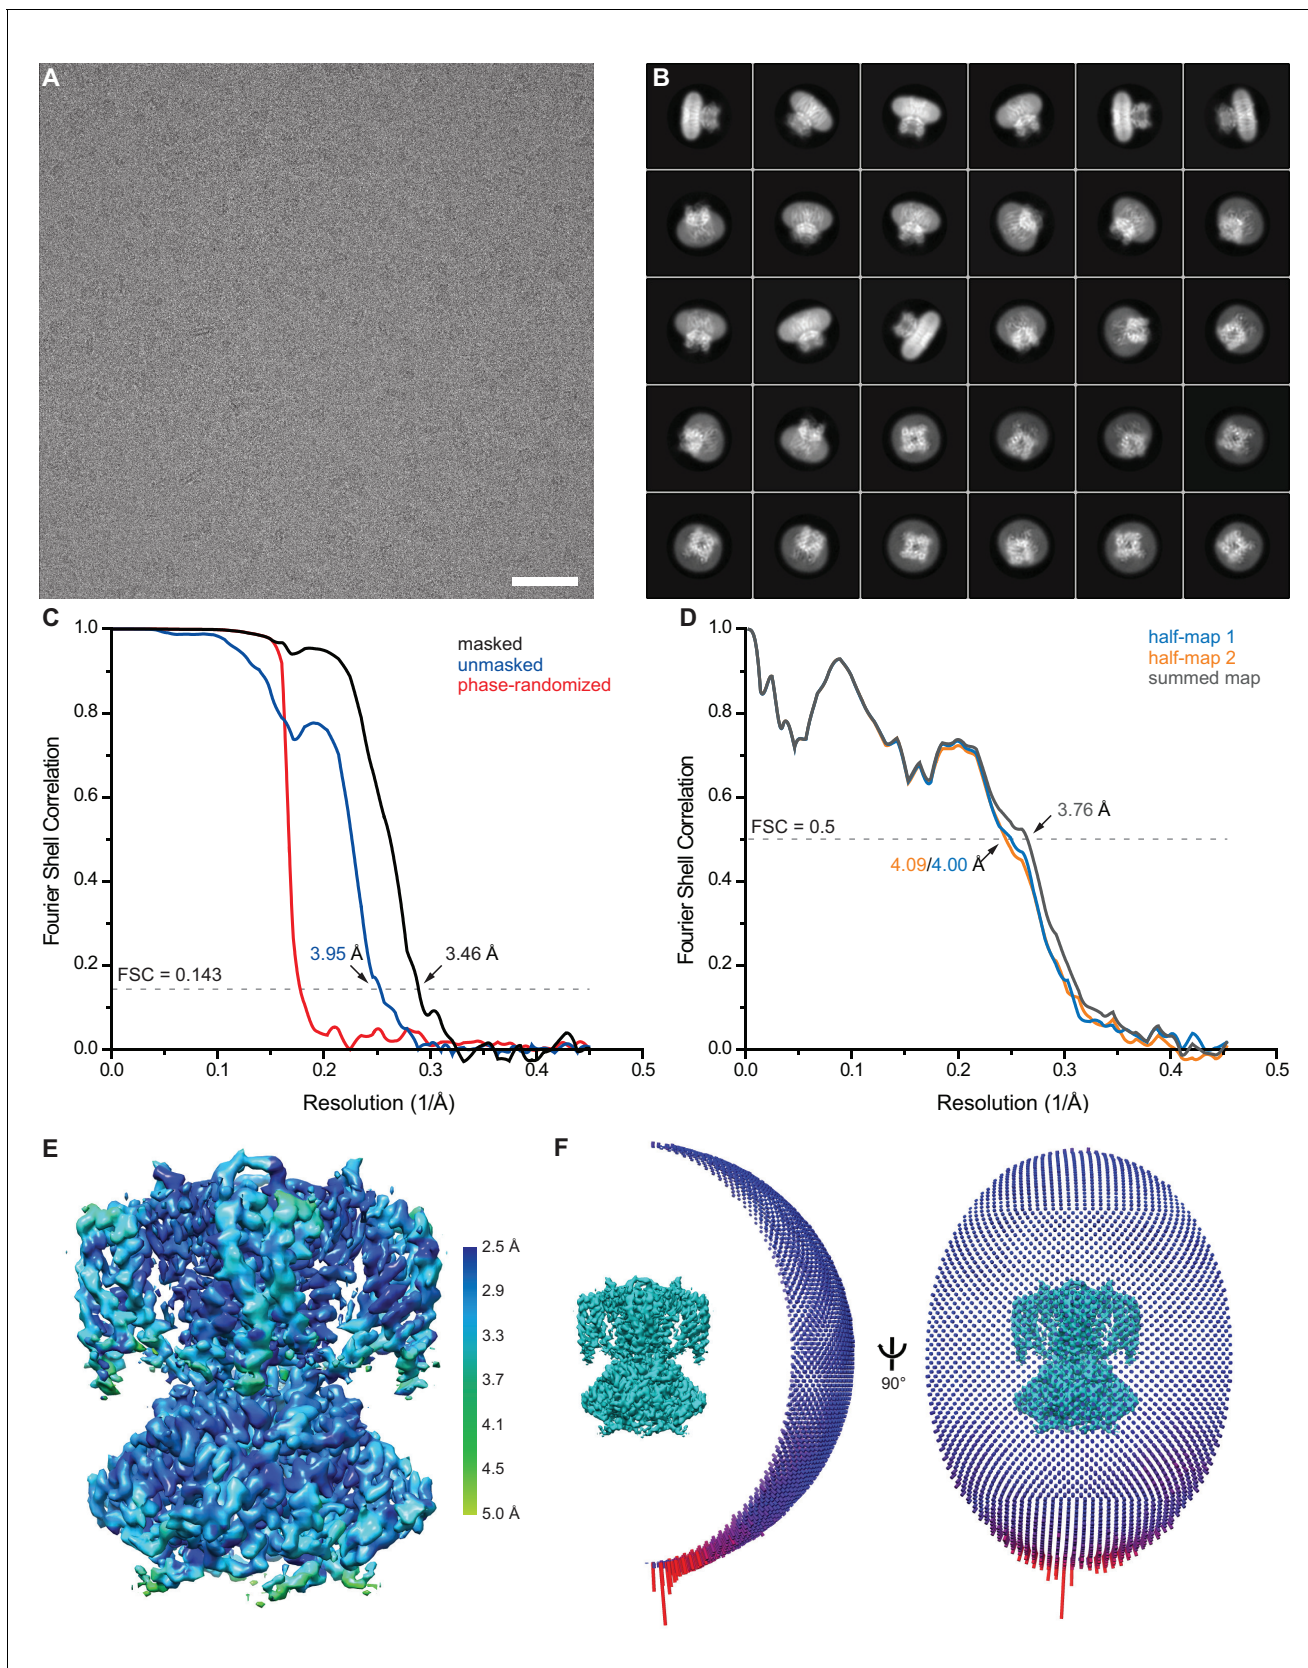 A
B
C
1.0
0.8
0.6
0.4
0.2
0.0
Fourier Shell Correlation
masked
unmasked
phase-randomized
3.95 Å
3.46 Å
FSC = 0.143
0.0 0.1 0.2 0.3 0.4 0.5
Resolution (1/Å)
D
1.0
0.8
0.6
0.4
0.2
0.0
Fourier Shell Correlation
half-map 1
half-map 2
summed map
3.76 Å
FSC = 0.5
4.09/4.00 Å
0.0 0.1 0.2 0.3 0.4 0.5
Resolution (1/Å)
E
2.5 Å
2.9
3.3
3.7
4.1
4.5
5.0 Å
F
90°